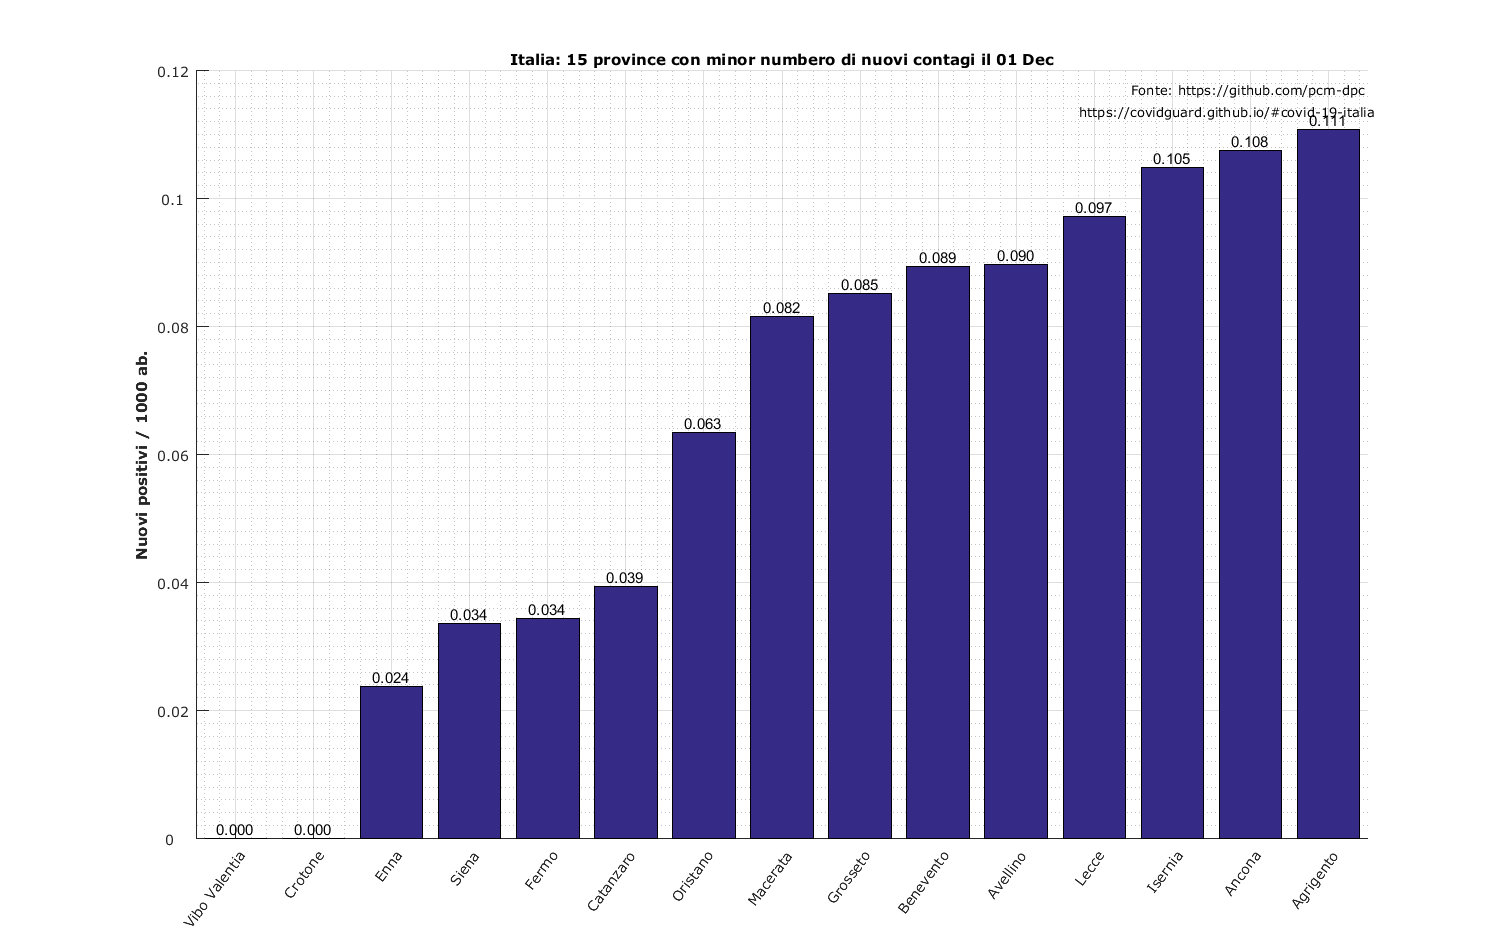 Italia: 15 province con minor numbero di nuovi contagi il 01 Dec
Fonte: https://github.com/pcm-dpc
https://covidguard.github.io/#covid-19-italia
Nuovi positivi / 1000 ab.
0.12
0.1
0.08
0.06
0.04
0.02
0
0.000
0.000
0.024
0.034
0.034
0.039
0.063
0.082
0.085
0.089
0.090
0.097
0.105
0.108
0.111
Vibo Valentia
Crotone
Enna
Siena
Fermo
Catanzaro
Oristano
Macerata
Grosseto
Benevento
Avellino
Lecce
Isernia
Ancona
Agrigento